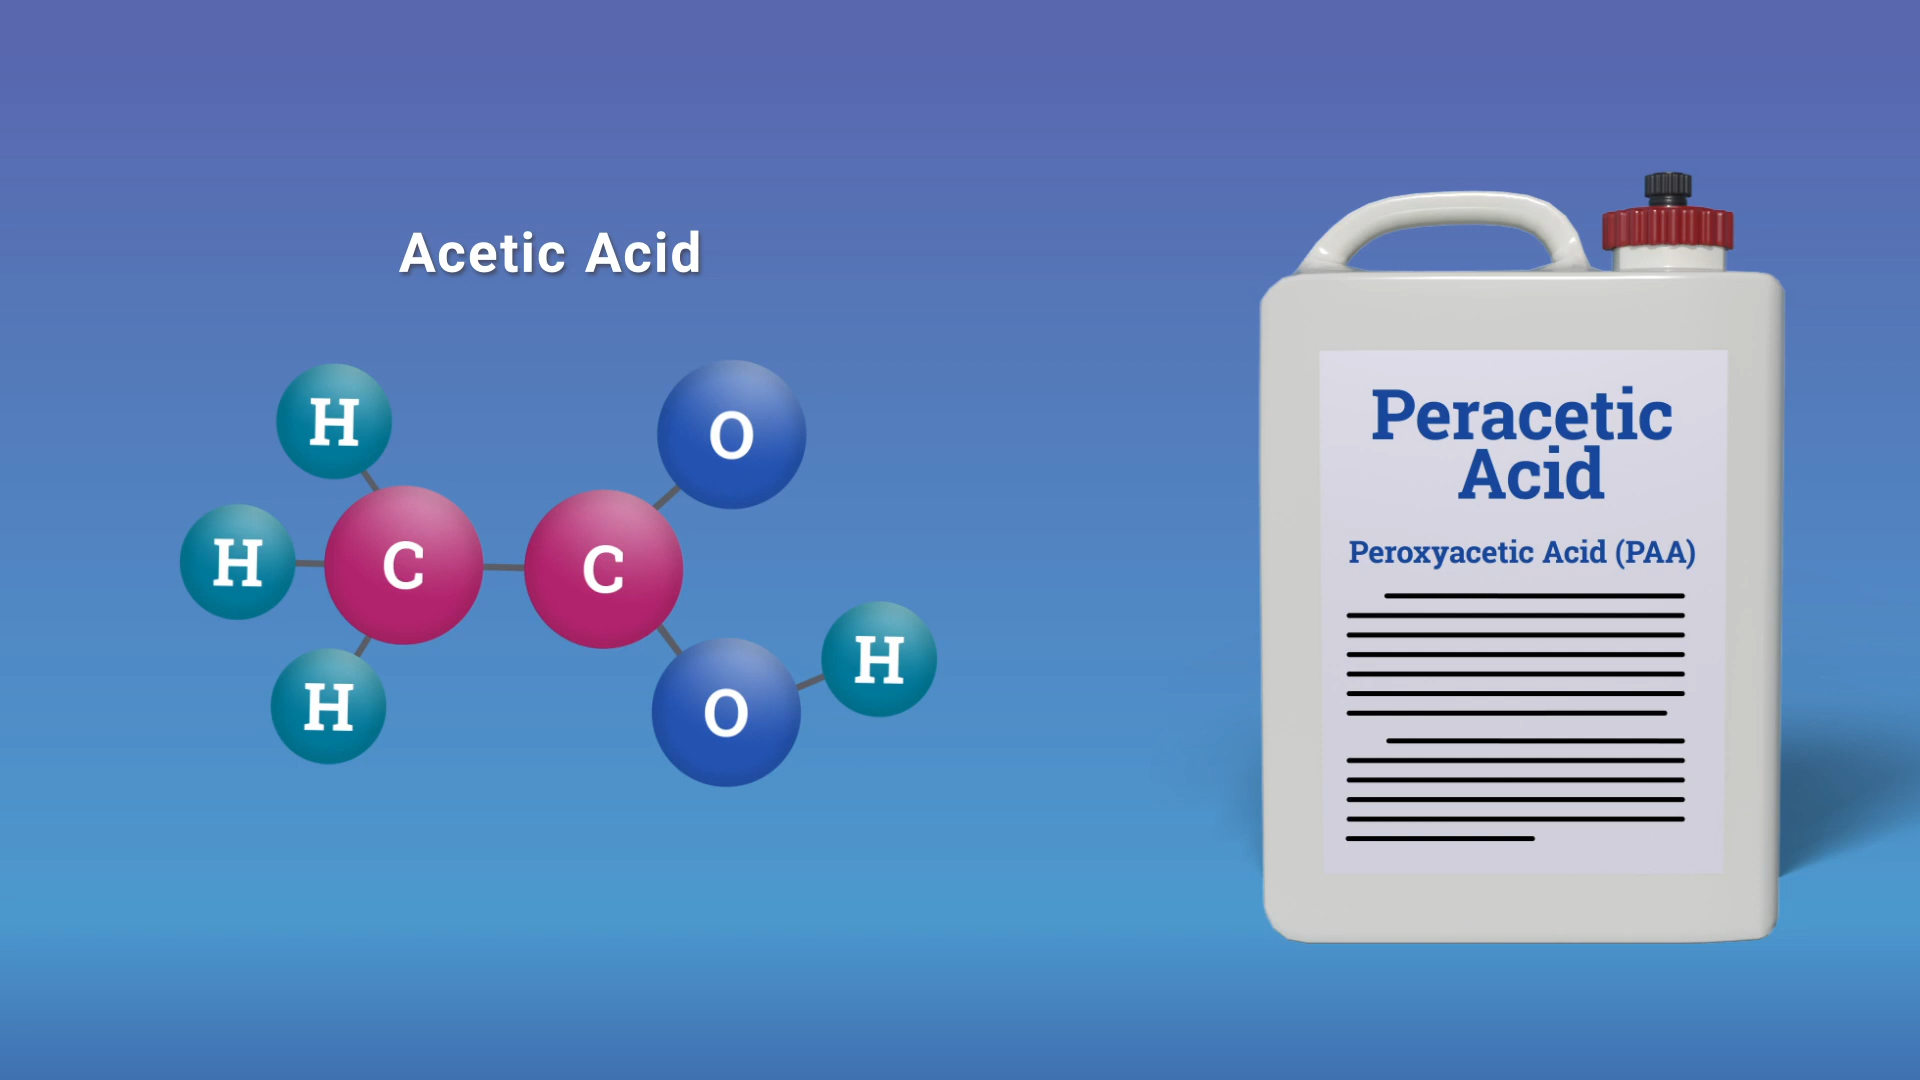 Acetic Acid
H
O
H
C
C
H
H
O
Peracetic
Acid
Peroxyacetic Acid (PAA)